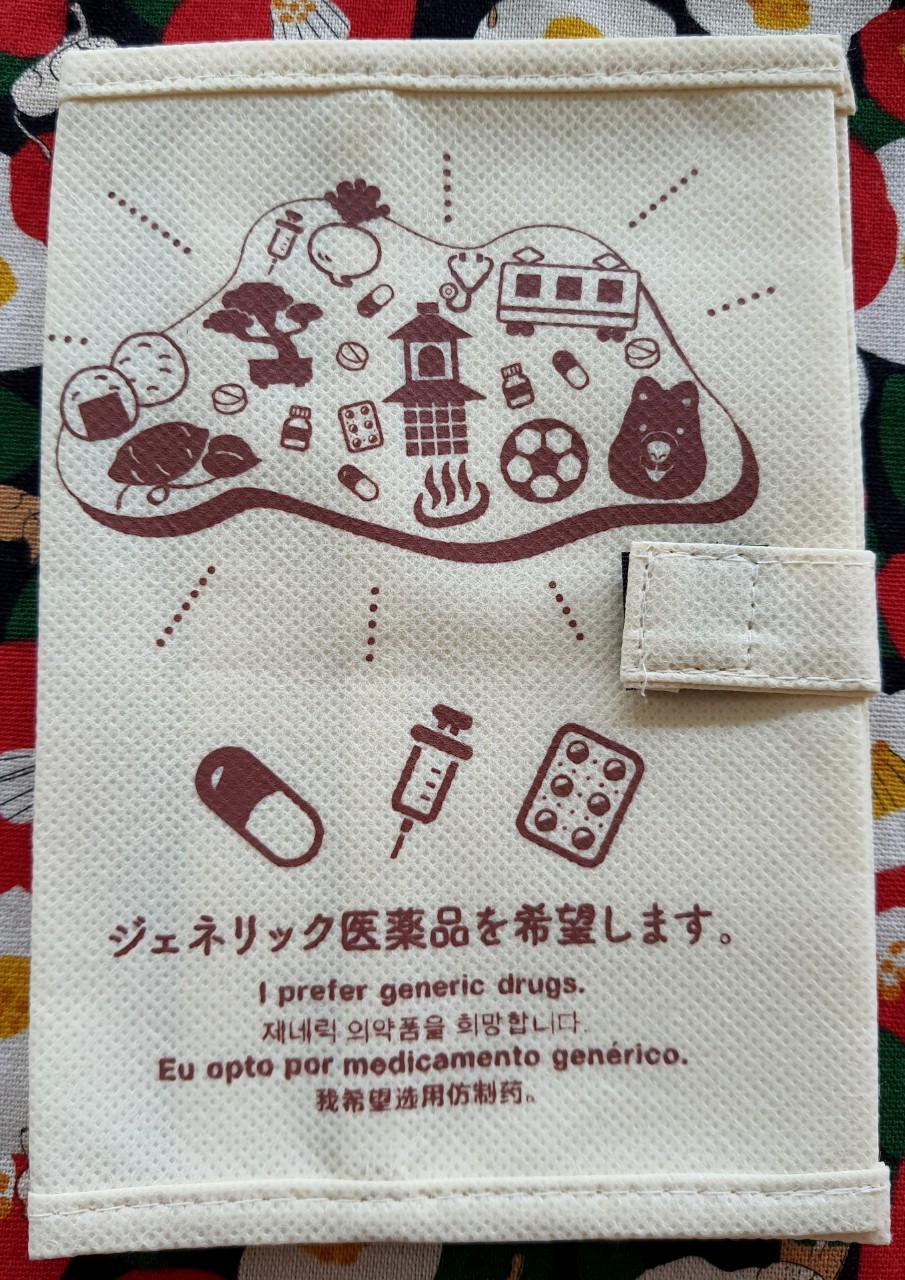 ジェネリック医薬品を希望します。
I prefer generic drugs.
제네릭 의약품을 희망합니다.
Eu opto por medicamento genérico.
我希望选用仿制药。